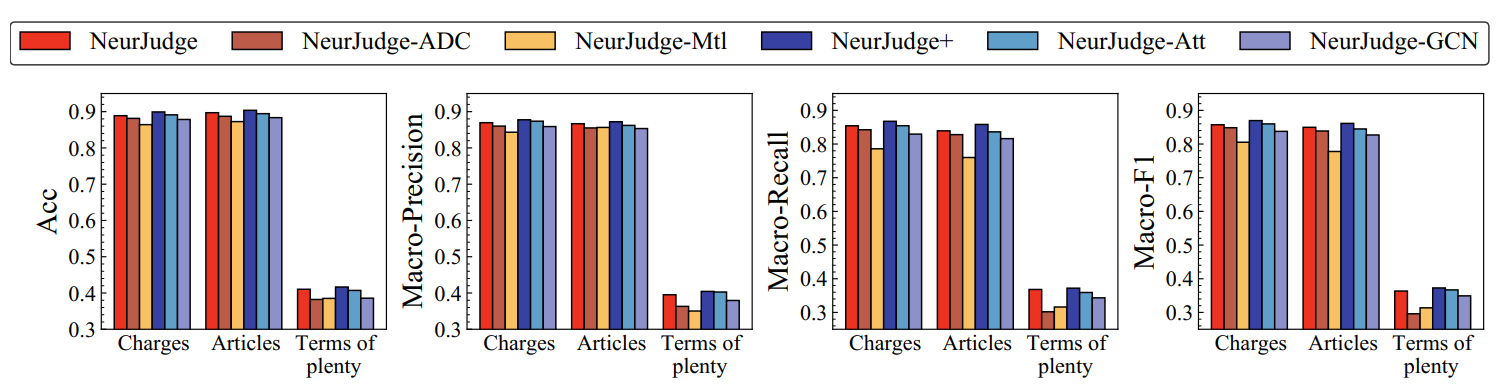 NeurJudge NeurJudge-ADC NeurJudge-Mtl NeurJudge+ NeurJudge-Att NeurJudge-GCN
Acc
0.9
0.8
0.7
0.6
0.5
0.4
0.3
Charges Articles Terms of
plenty
Macro-Precision
0.9
0.8
0.7
0.6
0.5
0.4
0.3
Charges Articles Terms of
plenty
Macro-Recall
0.9
0.8
0.7
0.6
0.5
0.4
0.3
Charges Articles Terms of
plenty
Macro-F1
0.9
0.8
0.7
0.6
0.5
0.4
0.3
Charges Articles Terms of
plenty